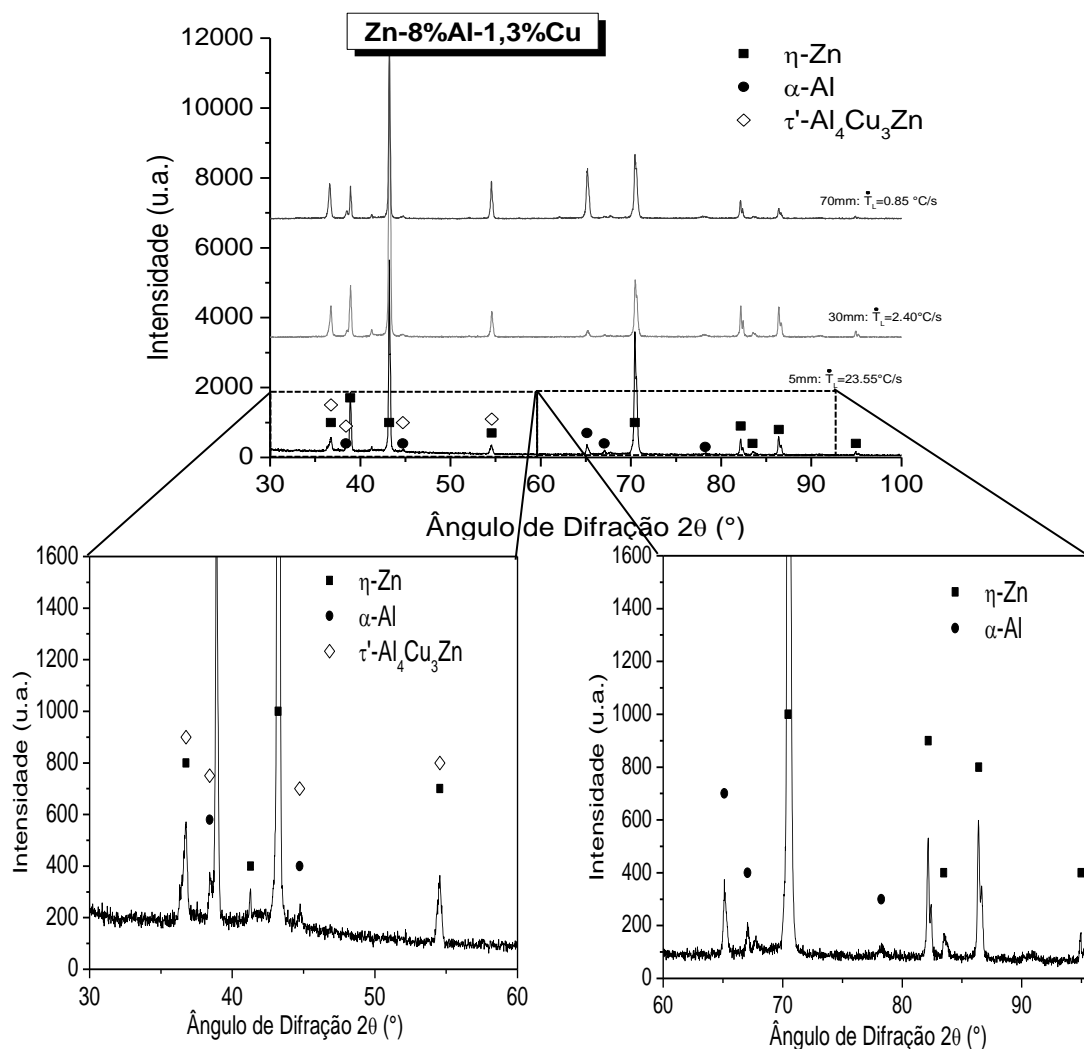 Zn-8%Al-1,3%Cu
12000
10000
8000
6000
4000
2000
0
Intensidade (u.a.)
η-Zn
α-Al
τ'-Al₄Cu₃Zn
70mm: Ṫ_L=0.85 °C/s
30mm: Ṫ_L=2.40°C/s
5mm: Ṫ_L=23.55°C/s
30 40 50 60 70 80 90 100
Ângulo de Difração 2θ (°)
1600
1400
1200
1000
800
600
400
200
0
Intensidade (u.a.)
η-Zn
α-Al
τ'-Al₄Cu₃Zn
30 40 50 60
Ângulo de Difração 2θ (°)
1600
1400
1200
1000
800
600
400
200
0
Intensidade (u.a.)
η-Zn
α-Al
60 70 80 90
Ângulo de Difração 2θ (°)